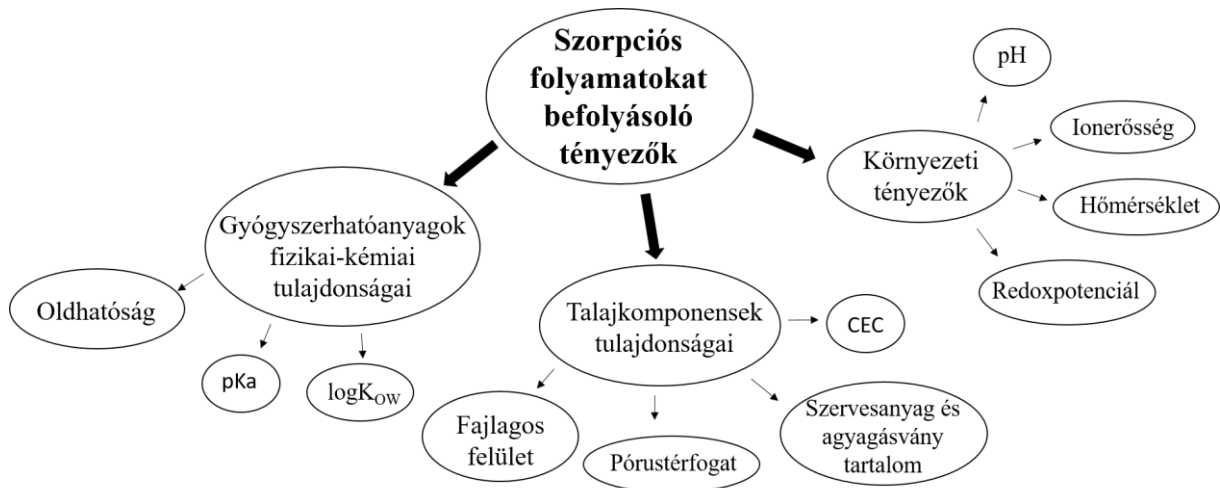 Szorpciós
folyamatokat
befolyásoló
tényezők
Gyógyszerhatóanyagok
fizikai-kémiai
tulajdonságai
Oldhatóság
pKa
logK_OW
Talajkomponensek
tulajdonságai
Fajlagos
felület
Pórustérfogat
Szervesanyag és
agyagásvány
tartalom
CEC
Környezeti
tényezők
pH
Ionerősség
Hőmérséklet
Redoxpotenciál